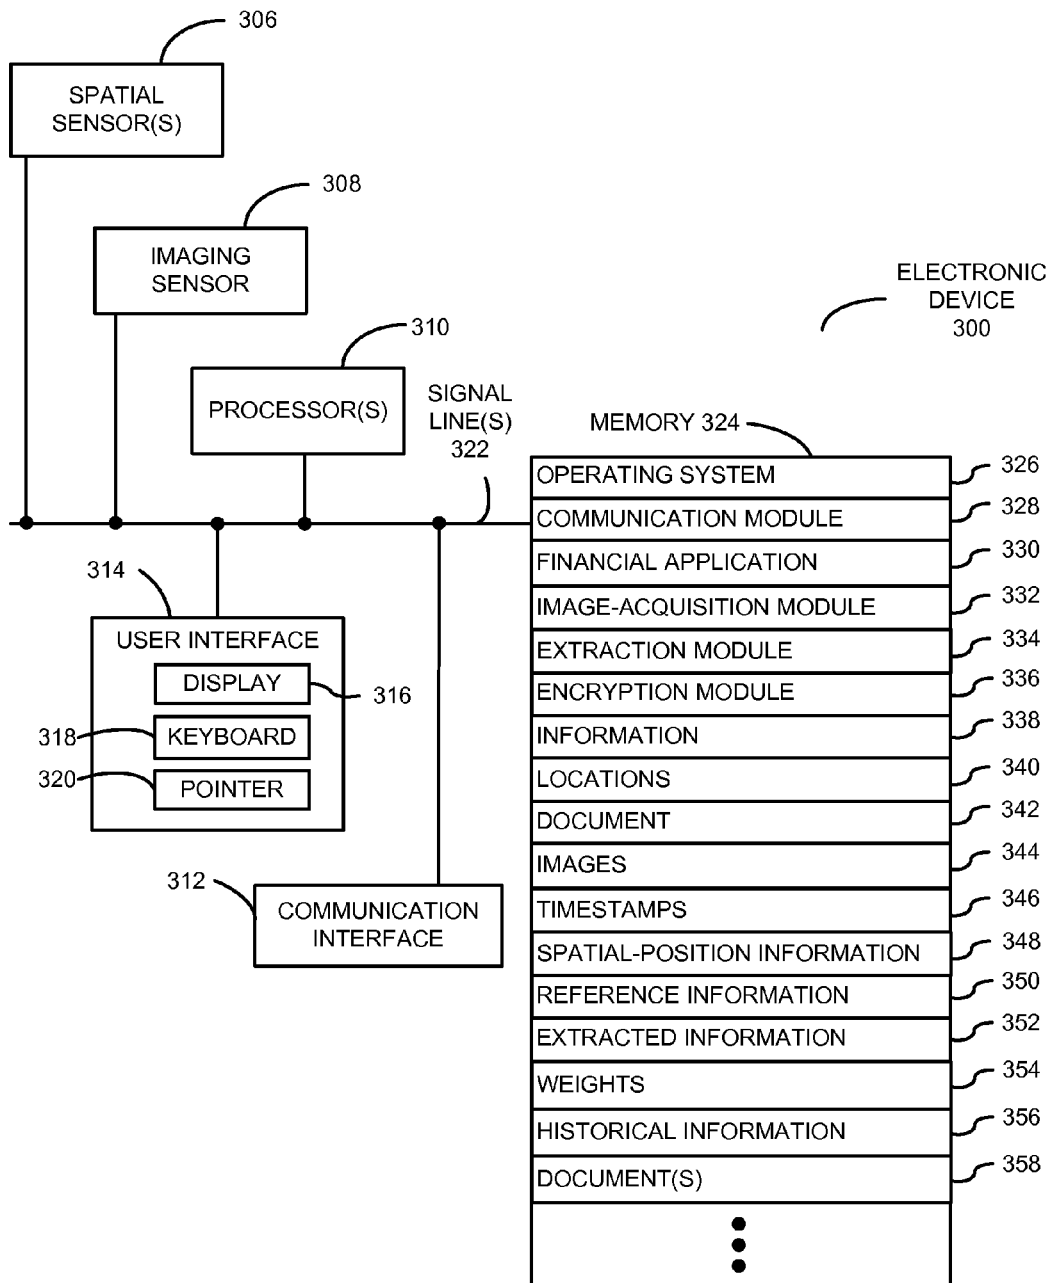 306
SPATIAL
SENSOR(S)
308
IMAGING
SENSOR
ELECTRONIC
DEVICE
300
310
PROCESSOR(S)
SIGNAL
LINE(S)
322
MEMORY 324
OPERATING SYSTEM
326
COMMUNICATION MODULE
328
FINANCIAL APPLICATION
330
IMAGE-ACQUISITION MODULE
332
EXTRACTION MODULE
334
ENCRYPTION MODULE
336
INFORMATION
338
LOCATIONS
340
DOCUMENT
342
IMAGES
344
TIMESTAMPS
346
SPATIAL-POSITION INFORMATION
348
REFERENCE INFORMATION
350
EXTRACTED INFORMATION
352
WEIGHTS
354
HISTORICAL INFORMATION
356
DOCUMENT(S)
358
314
USER INTERFACE
DISPLAY
316
318
KEYBOARD
320
POINTER
312
COMMUNICATION
INTERFACE